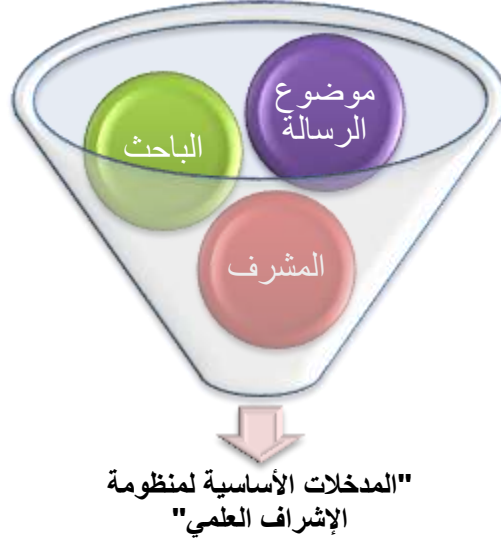 موضوع
الرسالة
الباحث
المشرف
"المدخلات الأساسية لمنظومة
الإشراف العلمي"